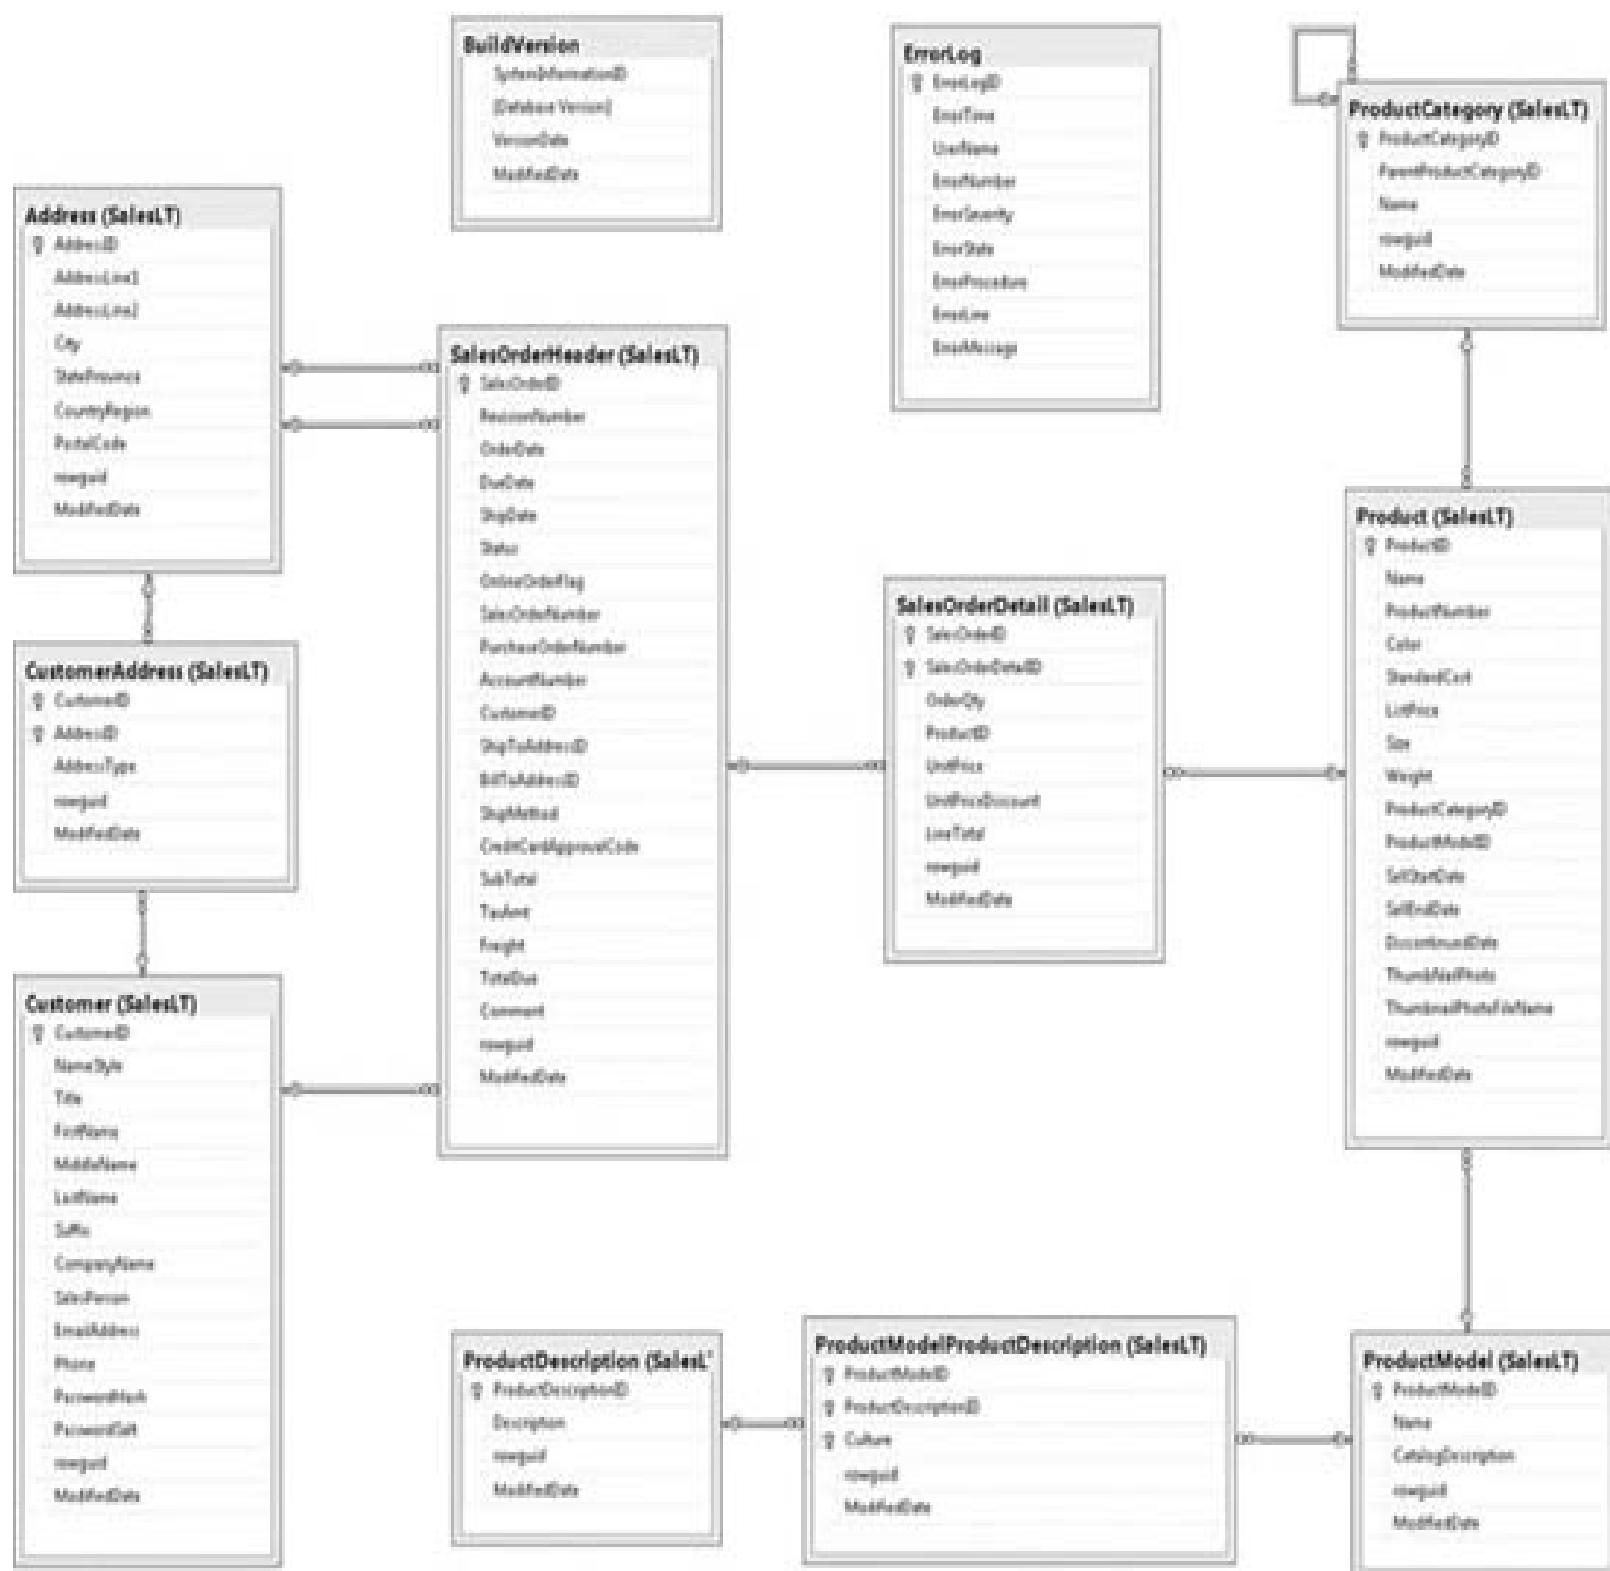 BuildVersion
SystemInformationID
[Database Version]
VersionDate
ModifiedDate
ErrorLog
ErrorLogID
ErrorTime
UserName
ErrorNumber
ErrorSeverity
ErrorState
ErrorProcedure
ErrorLine
ErrorMessage
ProductCategory (SalesLT)
ProductCategoryID
ParentProductCategoryID
Name
rowguid
ModifiedDate
Address (SalesLT)
AddressID
AddressLine1
AddressLine2
City
StateProvince
CountryRegion
PostalCode
rowguid
ModifiedDate
SalesOrderHeader (SalesLT)
SalesOrderID
RevisionNumber
OrderDate
DueDate
ShipDate
Status
OnlineOrderFlag
SalesOrderNumber
PurchaseOrderNumber
AccountNumber
CustomerID
ShipToAddressID
BillToAddressID
ShipMethod
CreditCardApprovalCode
SubTotal
TaxAmt
Freight
TotalDue
Comment
rowguid
ModifiedDate
Product (SalesLT)
ProductID
Name
ProductNumber
Color
StandardCost
ListPrice
Size
Weight
ProductCategoryID
ProductModelID
SellStartDate
SellEndDate
DiscontinuedDate
ThumbNailPhoto
ThumbnailPhotoFileName
rowguid
ModifiedDate
SalesOrderDetail (SalesLT)
SalesOrderID
SalesOrderDetailID
OrderQty
ProductID
UnitPrice
UnitPriceDiscount
LineTotal
rowguid
ModifiedDate
CustomerAddress (SalesLT)
CustomerID
AddressID
AddressType
rowguid
ModifiedDate
Customer (SalesLT)
CustomerID
NameStyle
Title
FirstName
MiddleName
LastName
Suffix
CompanyName
SalesPerson
EmailAddress
Phone
PasswordHash
PasswordSalt
rowguid
ModifiedDate
ProductDescription (SalesL
ProductDescriptionID
Description
rowguid
ModifiedDate
ProductModelProductDescription (SalesLT)
ProductModelID
ProductDescriptionID
Culture
rowguid
ModifiedDate
ProductModel (SalesLT)
ProductModelID
Name
CatalogDescription
rowguid
ModifiedDate